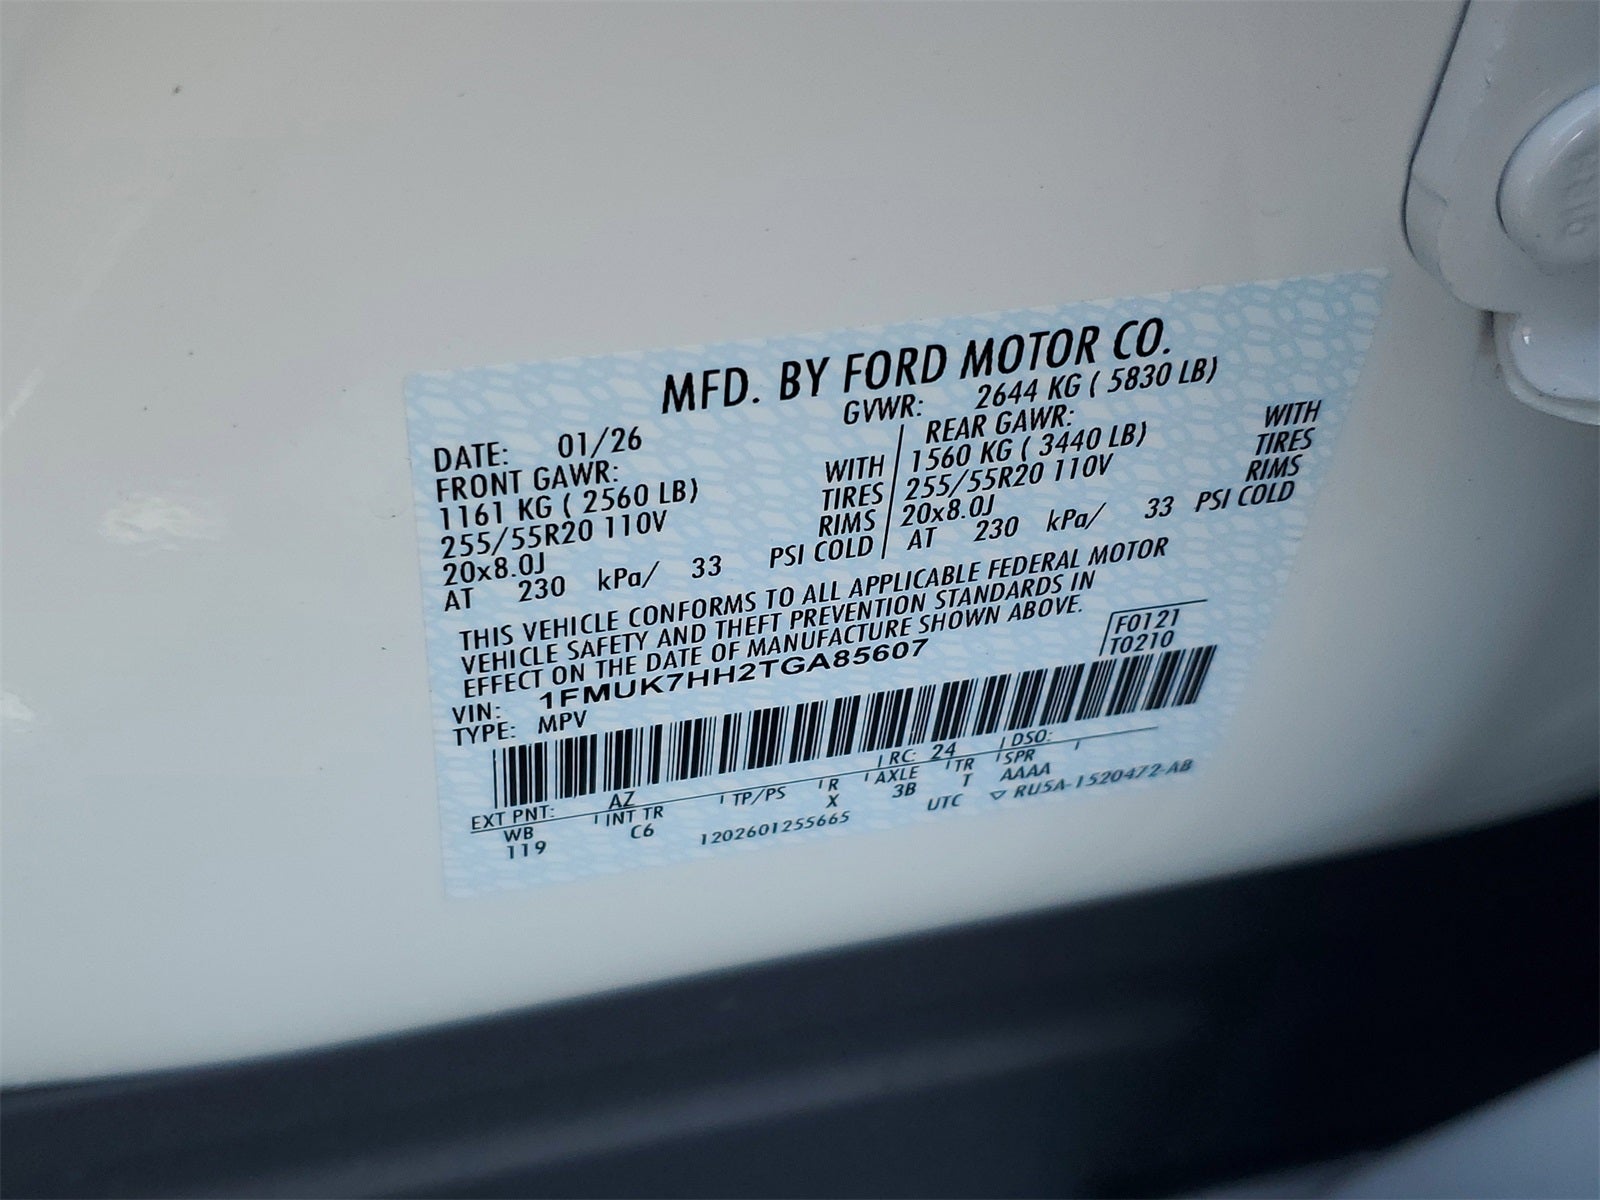 MFD. BY FORD MOTOR CO.
DATE: 01/26 GVWR: 2644 KG ( 5830 LB)
FRONT GAWR: REAR GAWR:
1161 KG ( 2560 LB) WITH 1560 KG ( 3440 LB) WITH
255/55R20 110V TIRES 255/55R20 110V TIRES
20x8.0J RIMS 20x8.0J RIMS
AT 230 kPa/ 33 PSI COLD AT 230 kPa/ 33 PSI COLD
THIS VEHICLE CONFORMS TO ALL APPLICABLE FEDERAL MOTOR
VEHICLE SAFETY AND THEFT PREVENTION STANDARDS IN
EFFECT ON THE DATE OF MANUFACTURE SHOWN ABOVE.
F0121
VIN: 1FMUK7HH2TGA85607 T0210
TYPE: MPV
EXT PNT: AZ RC: 24 DSO:
WB INT TR TP/PS R AXLE TR SPR
119 C6 X 3B T AAAA
1202601255665 UTC ▽ RU5A-1520472-AB